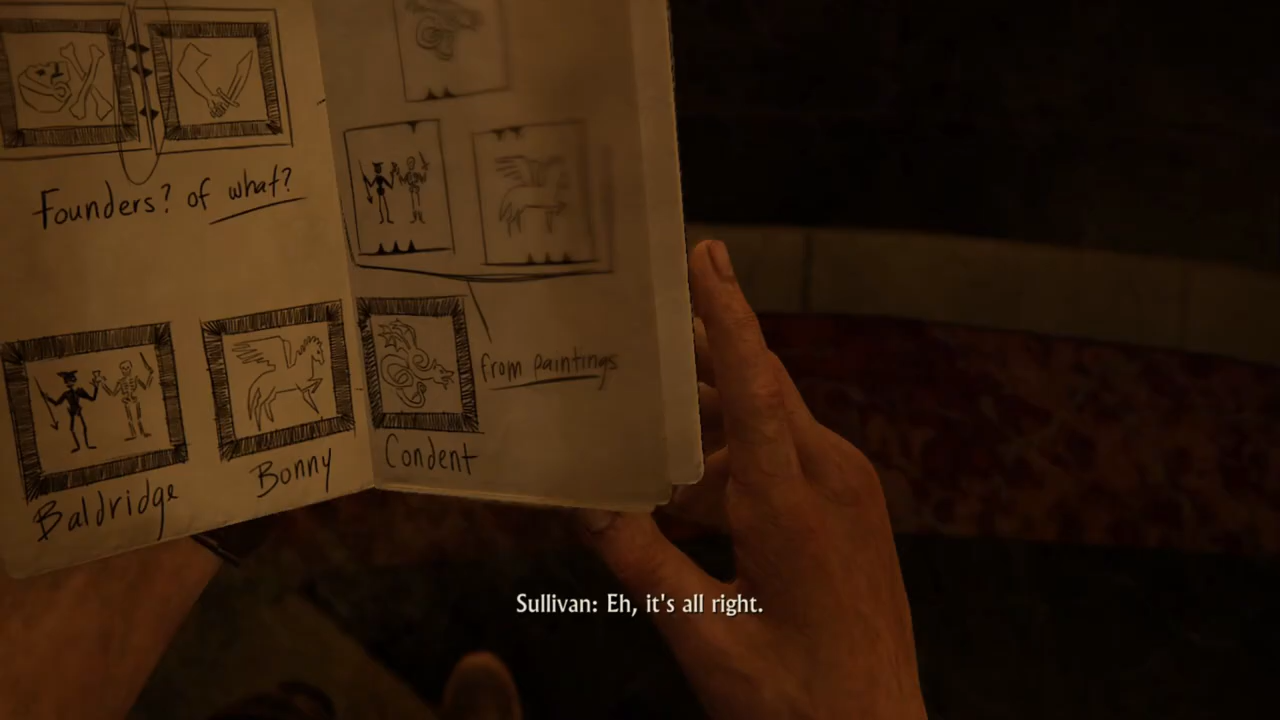 Founders? of what?
from paintings
Baldridge
Bonny
Condent
Sullivan: Eh, it's all right.